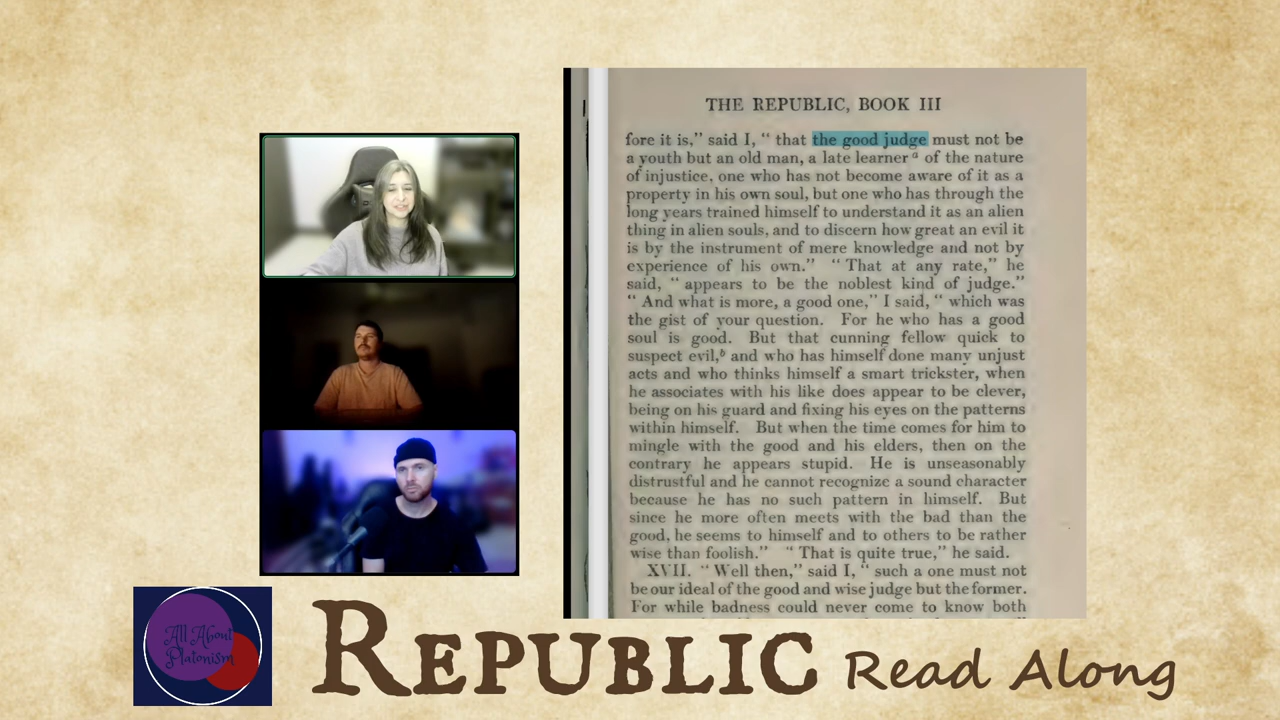 THE REPUBLIC, BOOK III
fore it is,” said I, “ that the good judge must not be
a youth but an old man, a late learner ᵃ of the nature
of injustice, one who has not become aware of it as a
property in his own soul, but one who has through the
long years trained himself to understand it as an alien
thing in alien souls, and to discern how great an evil it
is by the instrument of mere knowledge and not by
experience of his own.” “ That at any rate,” he
said, “ appears to be the noblest kind of judge.”
“ And what is more, a good one,” I said, “ which was
the gist of your question. For he who has a good
soul is good. But that cunning fellow quick to
suspect evil,ᵇ and who has himself done many unjust
acts and who thinks himself a smart trickster, when
he associates with his like does appear to be clever,
being on his guard and fixing his eyes on the patterns
within himself. But when the time comes for him to
mingle with the good and his elders, then on the
contrary he appears stupid. He is unseasonably
distrustful and he cannot recognize a sound character
because he has no such pattern in himself. But
since he more often meets with the bad than the
good, he seems to himself and to others to be rather
wise than foolish.” “ That is quite true,” he said.
XVII. “ Well then,” said I, “ such a one must not
be our ideal of the good and wise judge but the former.
For while badness could never come to know both
All About
Platonism
REPUBLIC Read Along